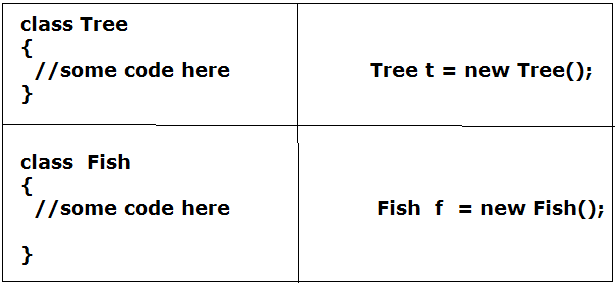 class Tree
{
//some code here
}
Tree t = new Tree();
class Fish
{
//some code here
}
Fish f = new Fish();